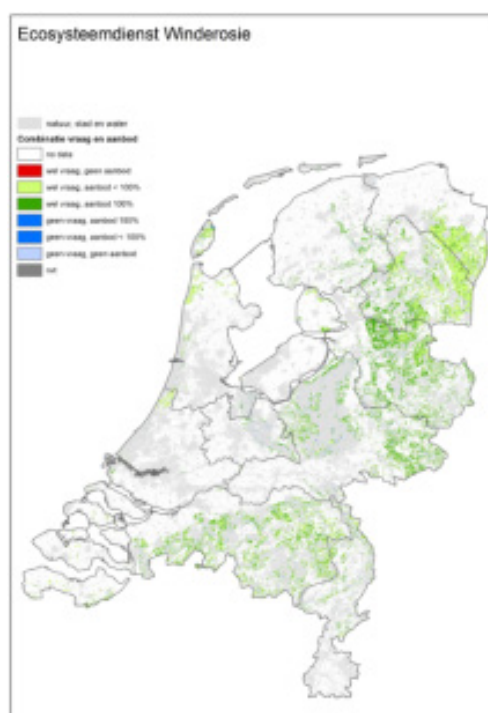 Ecosysteemdienst Winderosie
natuur, stad en water
Combinatie vraag en aanbod
no data
wel vraag, geen aanbod
wel vraag, aanbod < 100%
wel vraag, aanbod 100%
geen vraag, aanbod 100%
geen vraag, aanbod < 100%
geen vraag, geen aanbod